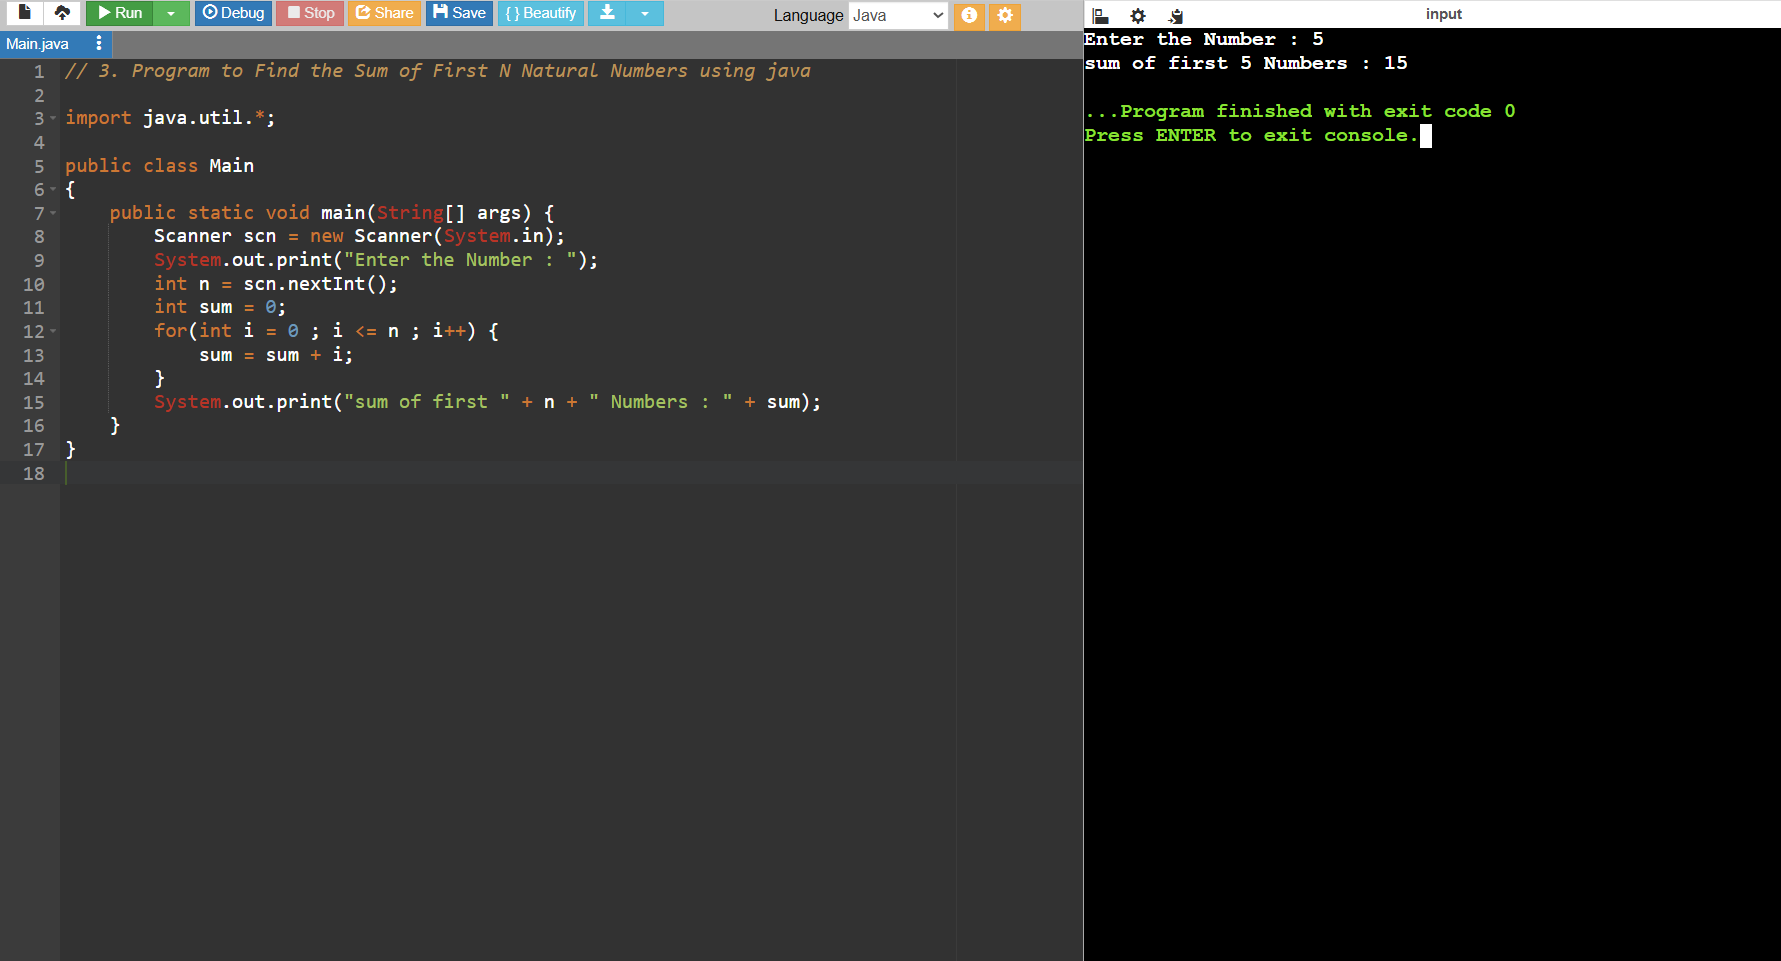 Run
Debug
Stop
Share
Save
{ } Beautify
Language Java
input
Main.java
1 // 3. Program to Find the Sum of First N Natural Numbers using java
2
3 import java.util.*;
4
5 public class Main
6 {
7     public static void main(String[] args) {
8         Scanner scn = new Scanner(System.in);
9         System.out.print("Enter the Number : ");
10         int n = scn.nextInt();
11         int sum = 0;
12         for(int i = 0 ; i <= n ; i++) {
13             sum = sum + i;
14         }
15         System.out.print("sum of first " + n + " Numbers : " + sum);
16     }
17 }
18
Enter the Number : 5
sum of first 5 Numbers : 15
...Program finished with exit code 0
Press ENTER to exit console.